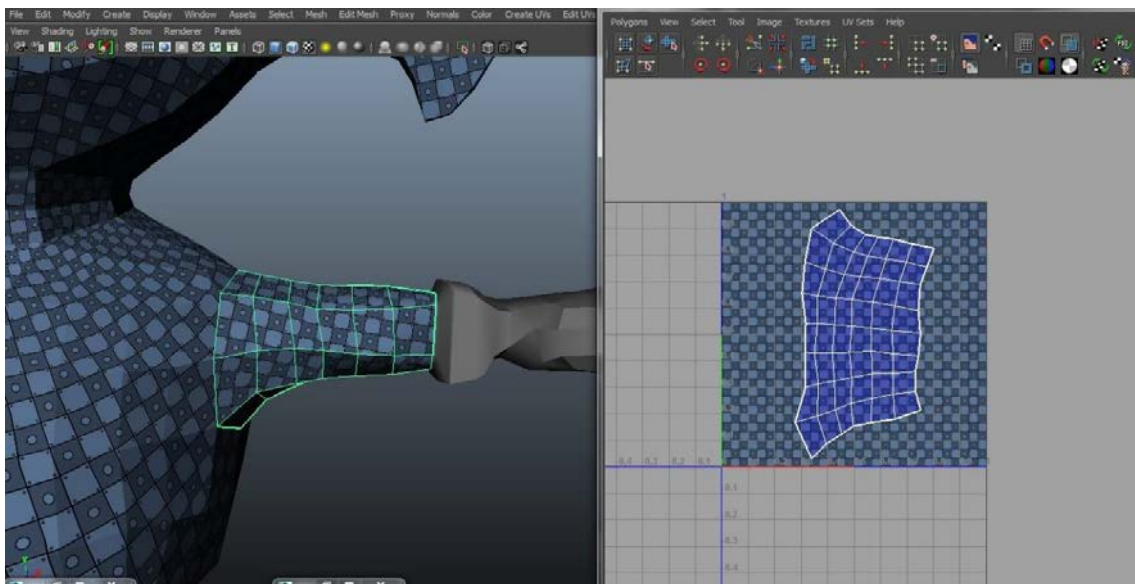 File Edit Modify Create Display Window Assets Select Mesh Edit Mesh Proxy Normals Color Create UVs Edit UVs
View Shading Lighting Show Renderer Panels
Polygons View Select Tool Image Textures UV Sets Help